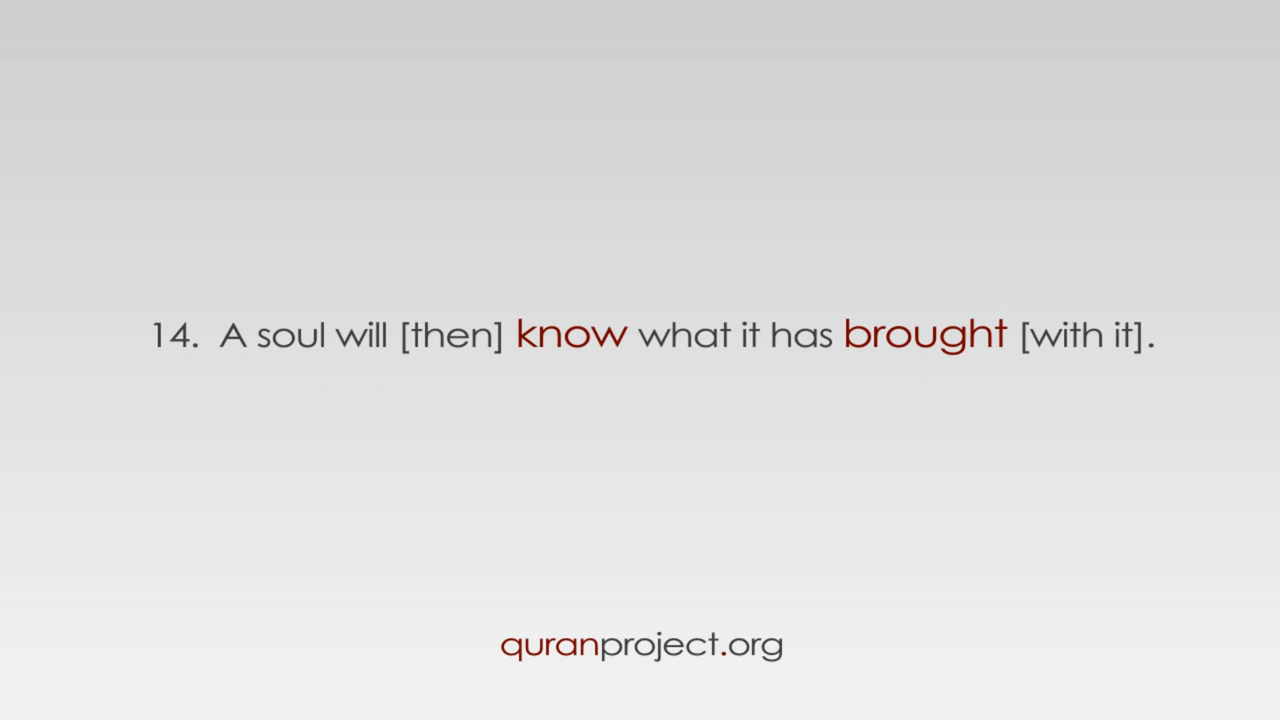 14. A soul will [then] know what it has brought [with it].
quranproject.org